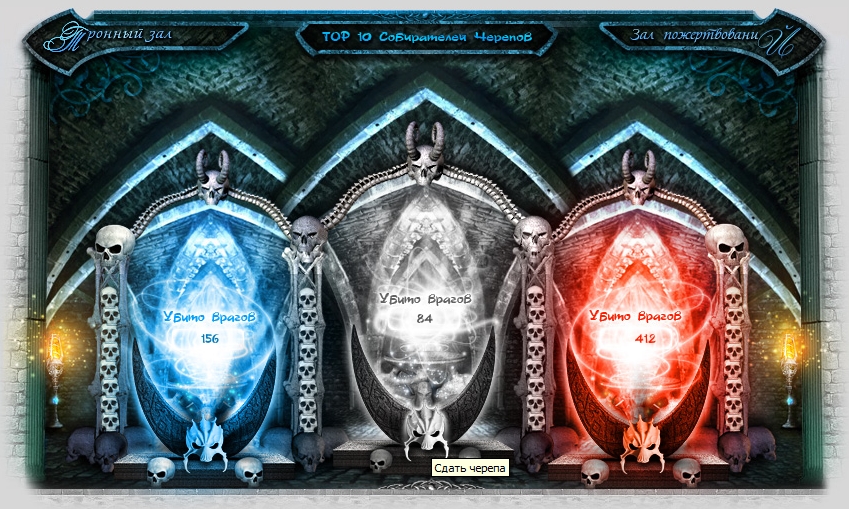 Тронный зал
TOP 10 Собирателей Черепов
Зал пожертвований
Убито врагов
156
Убито врагов
84
Убито врагов
412
Сдать черепа